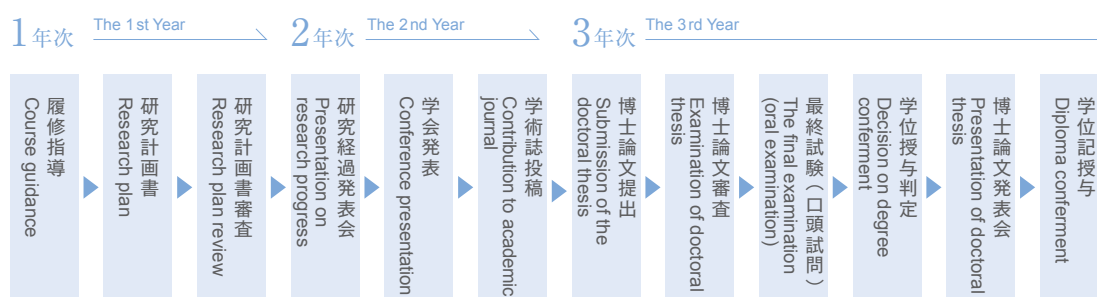 1年次 The 1st Year
2年次 The 2nd Year
3年次 The 3rd Year
履修指導
Course guidance
研究計画書
Research plan
研究計画書審査
Research plan review
研究経過発表会
Presentation on
research progress
学会発表
Conference presentation
学術誌投稿
Contribution to academic
journal
博士論文提出
Submission of the
doctoral thesis
博士論文審査
Examination of doctoral
thesis
最終試験(口頭試問)
The final examination
(oral examination)
学位授与判定
Decision on degree
conferment
博士論文発表会
Presentation of doctoral
thesis
学位記授与
Diploma conferment